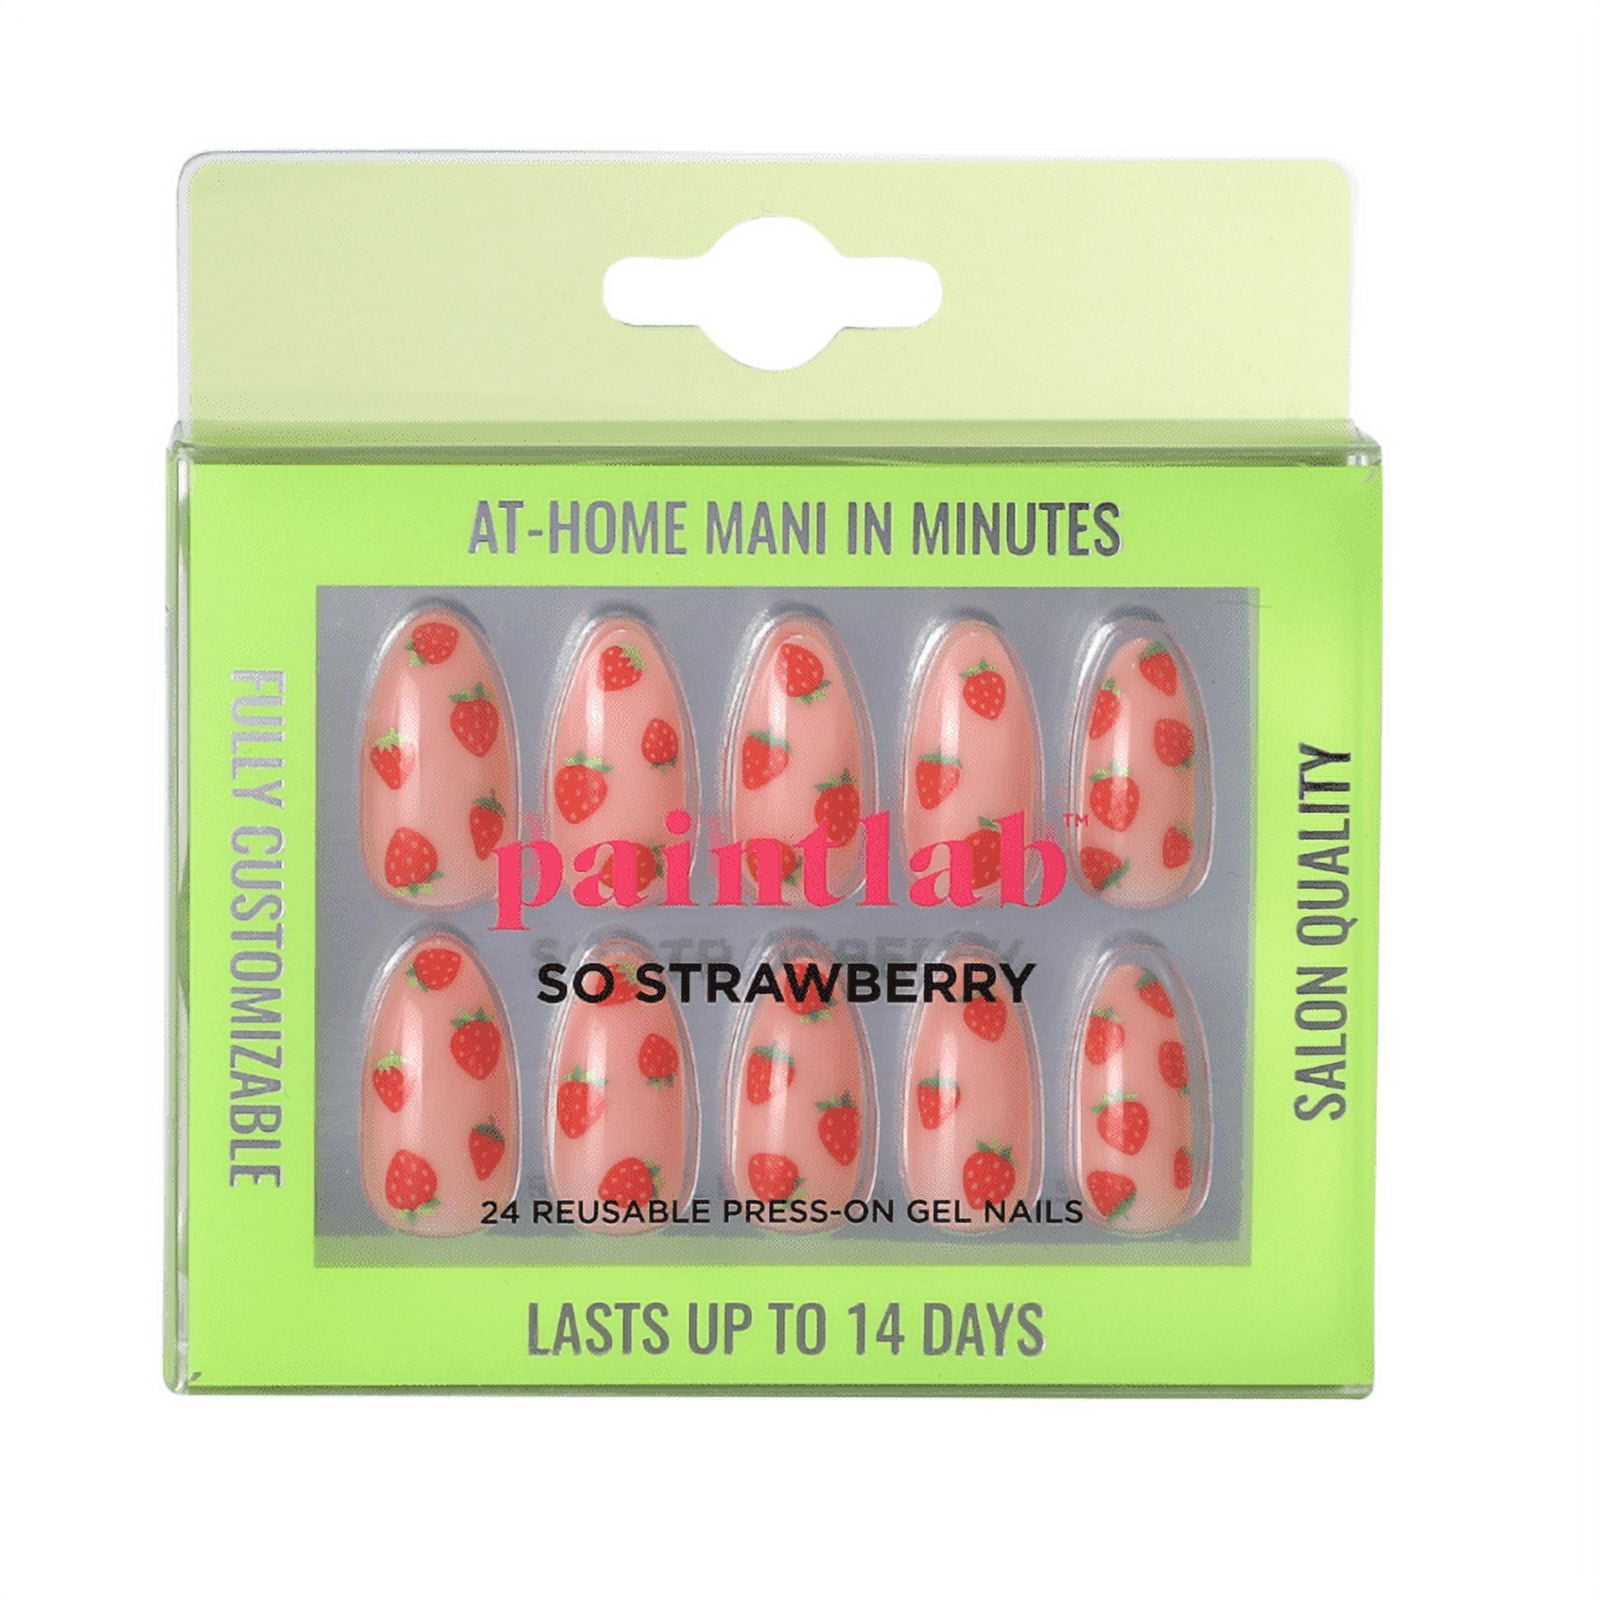 AT-HOME MANI IN MINUTES
FULLY CUSTOMIZABLE
paintlab™
SO STRAWBERRY
24 REUSABLE PRESS-ON GEL NAILS
SALON QUALITY
LASTS UP TO 14 DAYS